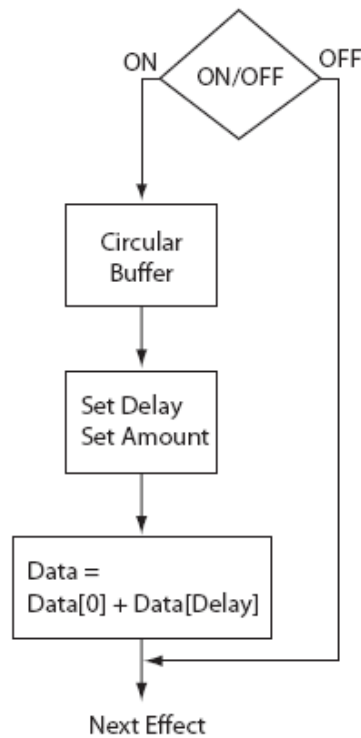 ON
ON/OFF
OFF
Circular
Buffer
Set Delay
Set Amount
Data =
Data[0] + Data[Delay]
Next Effect